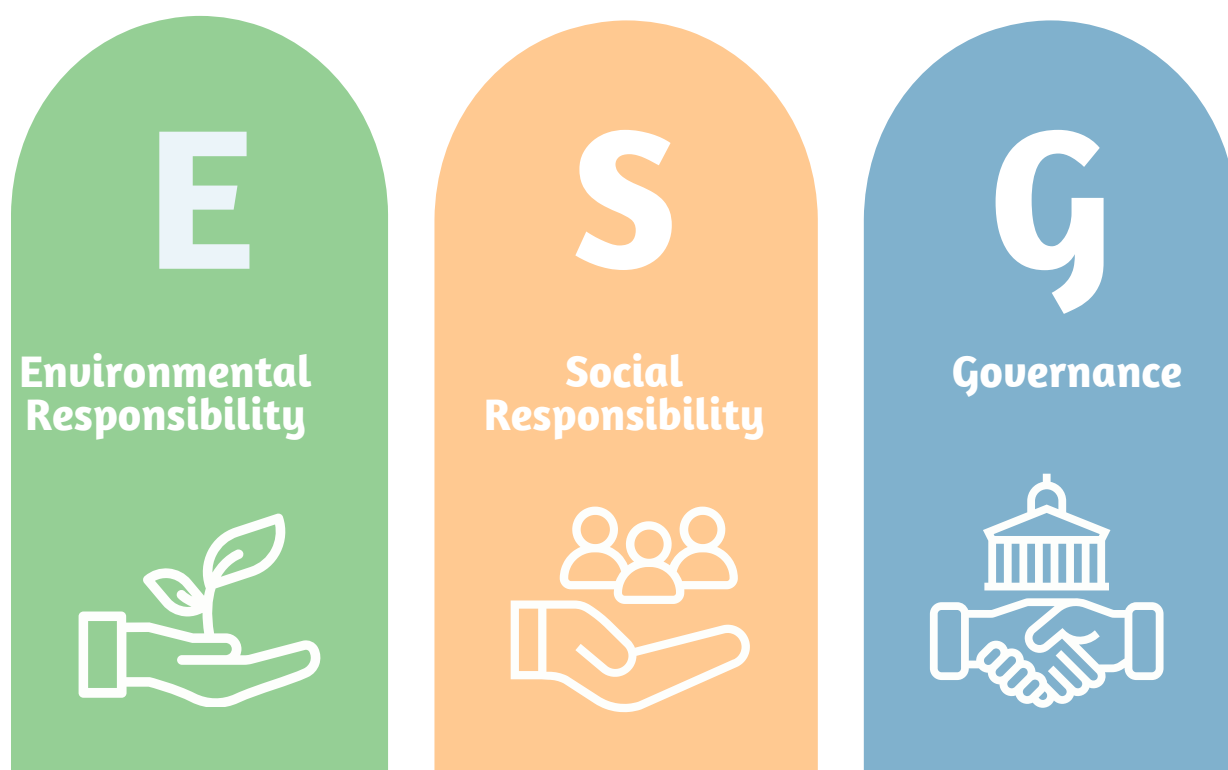 E
Environmental
Responsibility
S
Social
Responsibility
G
Governance